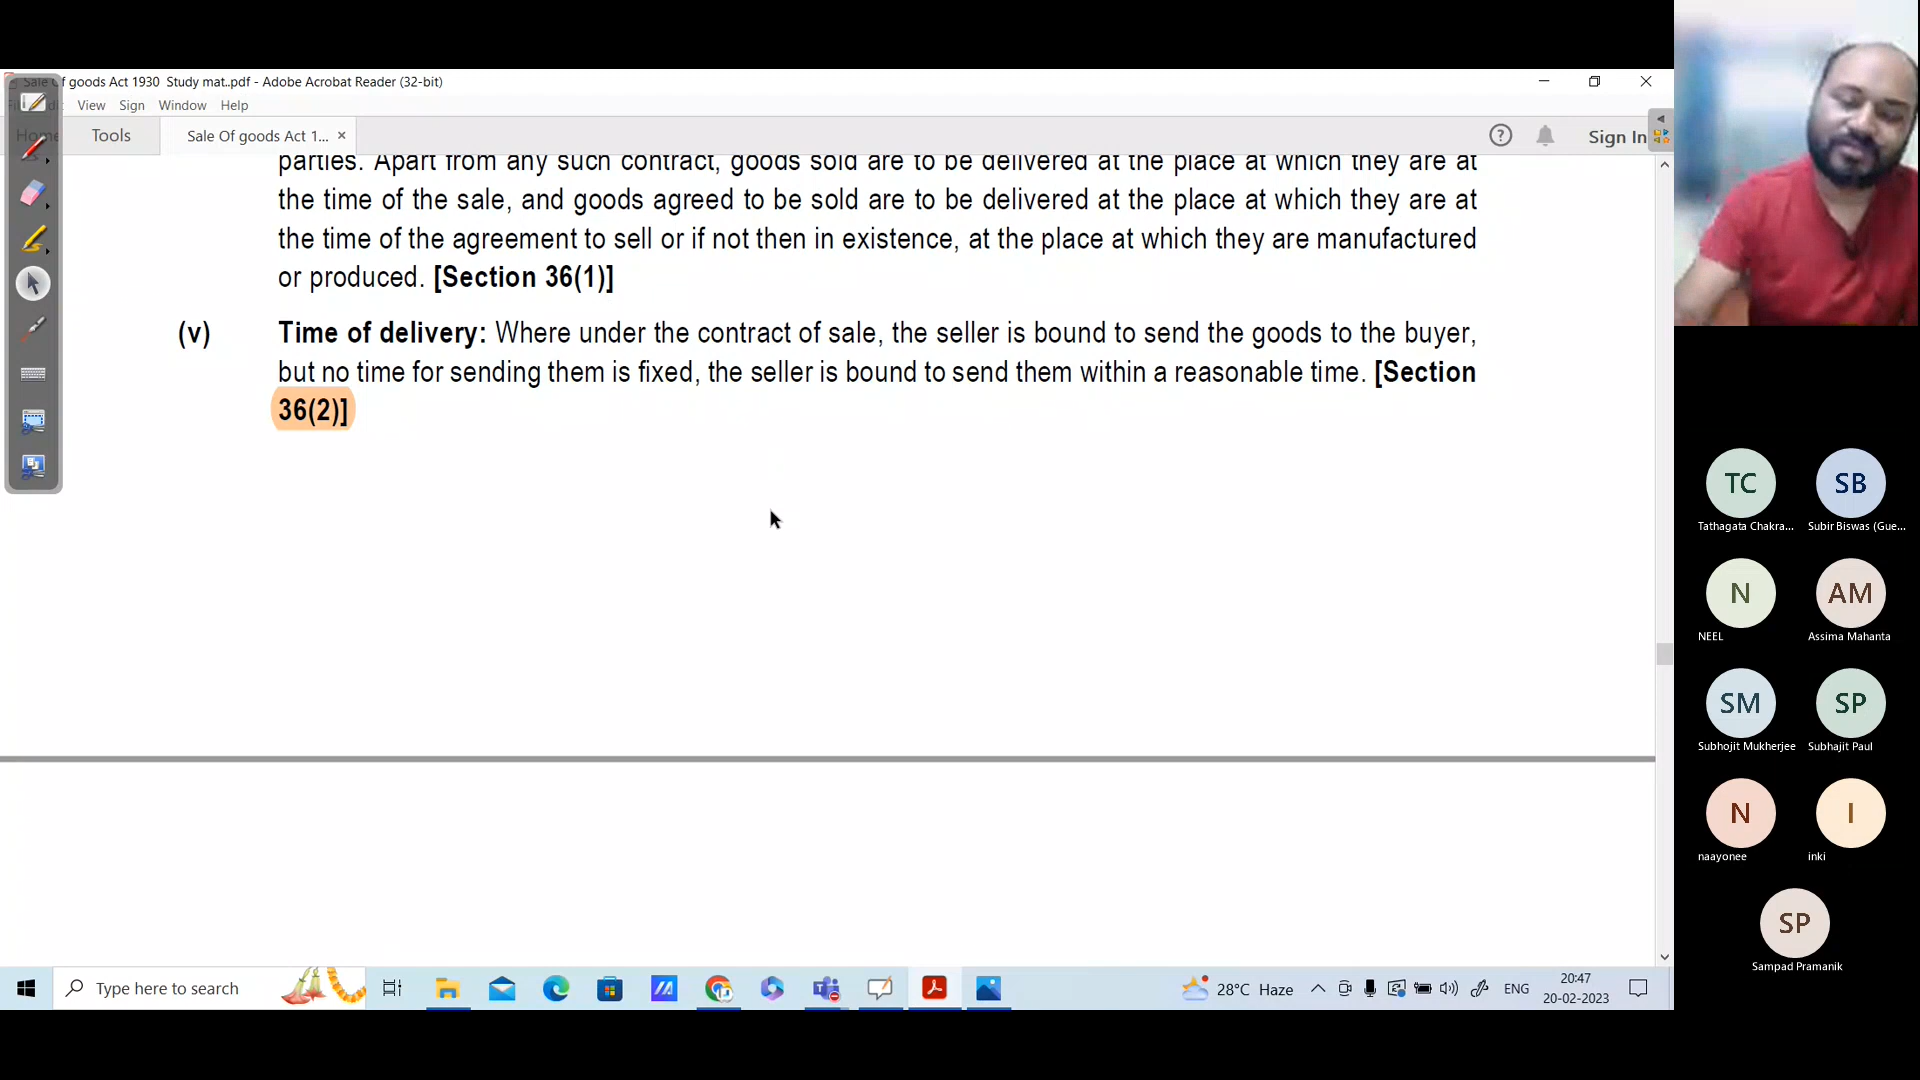 Sale Of goods Act 1930 Study mat..pdf - Adobe Acrobat Reader (32-bit)
View Sign Window Help
Home Tools Sale Of goods Act 1... × Sign In
parties. Apart from any such contract, goods sold are to be delivered at the place at which they are at
the time of the sale, and goods agreed to be sold are to be delivered at the place at which they are at
the time of the agreement to sell or if not then in existence, at the place at which they are manufactured
or produced. [Section 36(1)]
(v) Time of delivery: Where under the contract of sale, the seller is bound to send the goods to the buyer,
but no time for sending them is fixed, the seller is bound to send them within a reasonable time. [Section
36(2)]
TC SB
Tathagata Chakra... Subir Biswas (Gue...
N AM
NEEL Assima Mahanta
SM SP
Subhojit Mukherjee Subhajit Paul
N I
naayonee inki
SP
Sampad Pramanik
Type here to search 28°C Haze ENG 20:47
20-02-2023